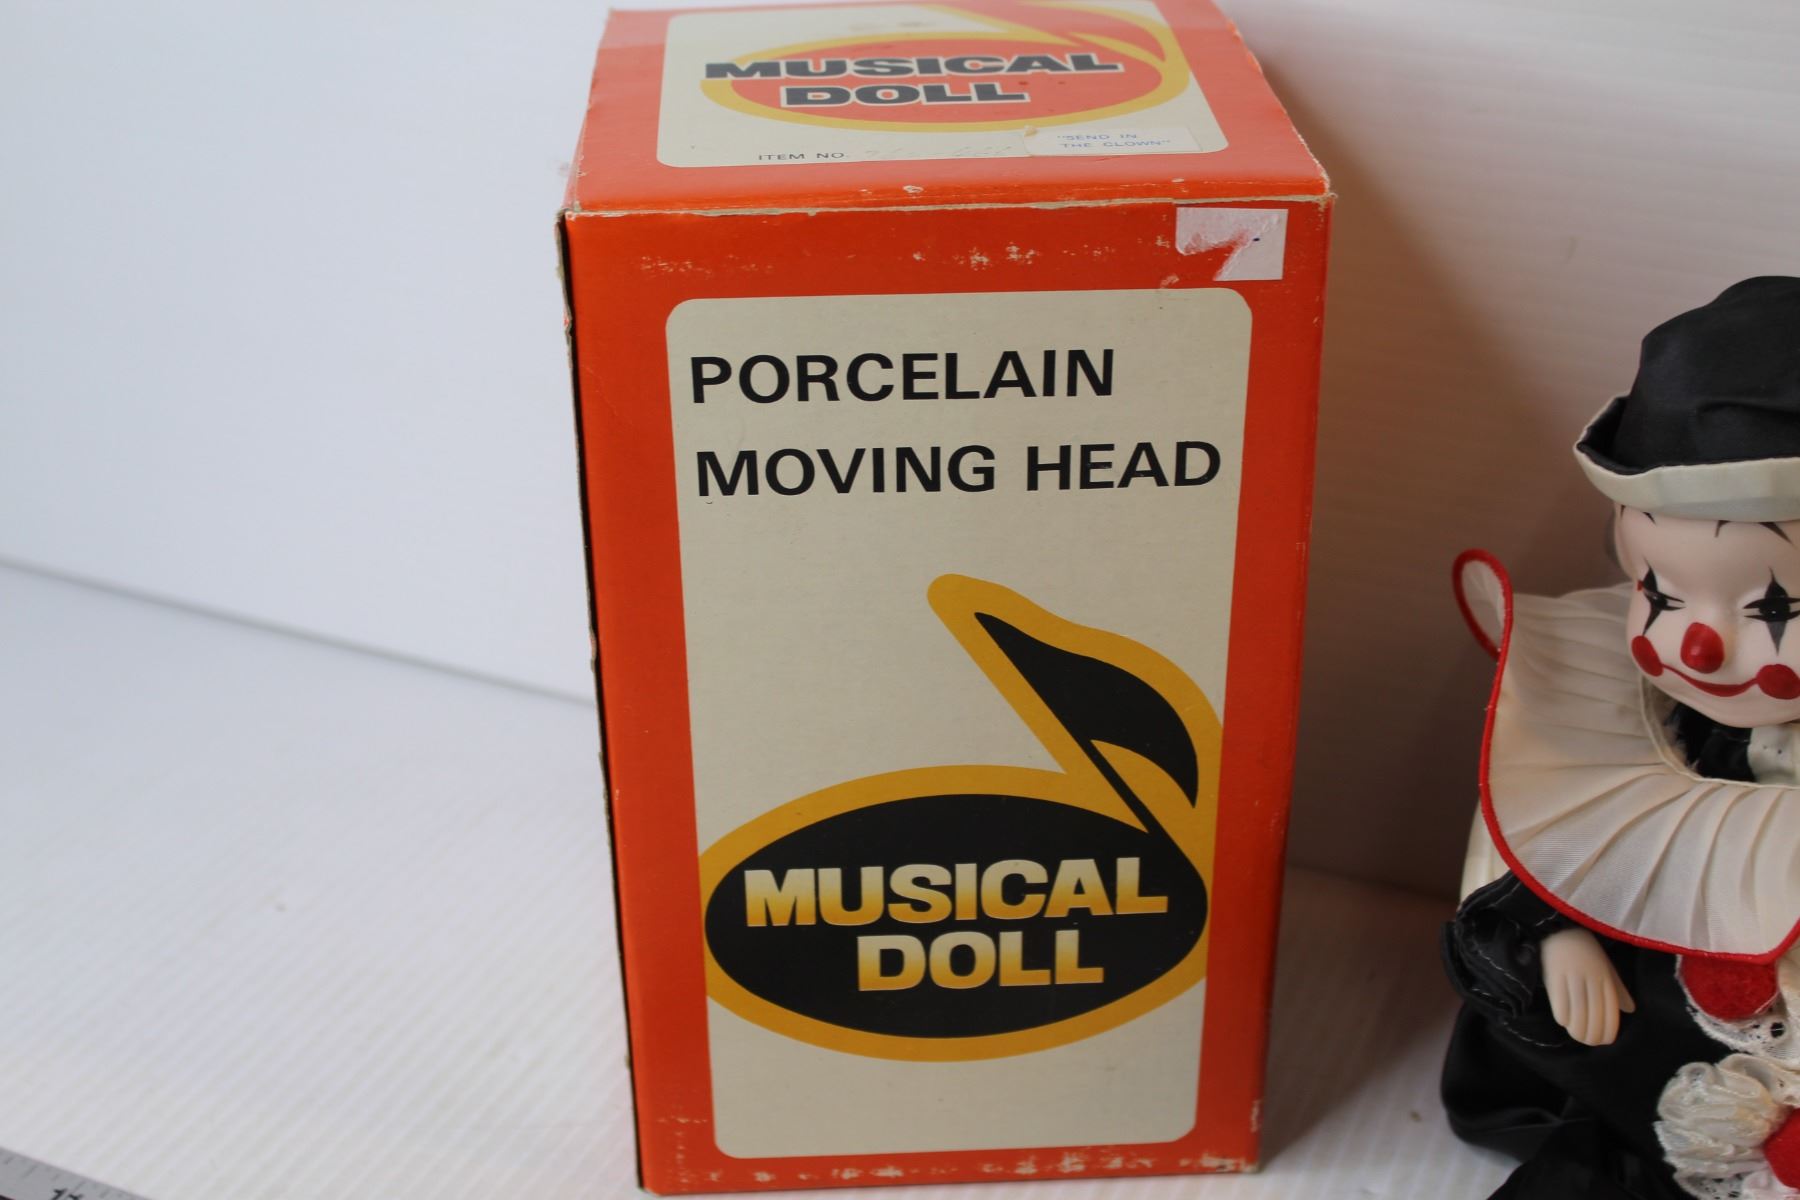 MUSICAL
DOLL
"SEND IN
THE CLOWN"
ITEM NO.
PORCELAIN
MOVING HEAD
MUSICAL
DOLL